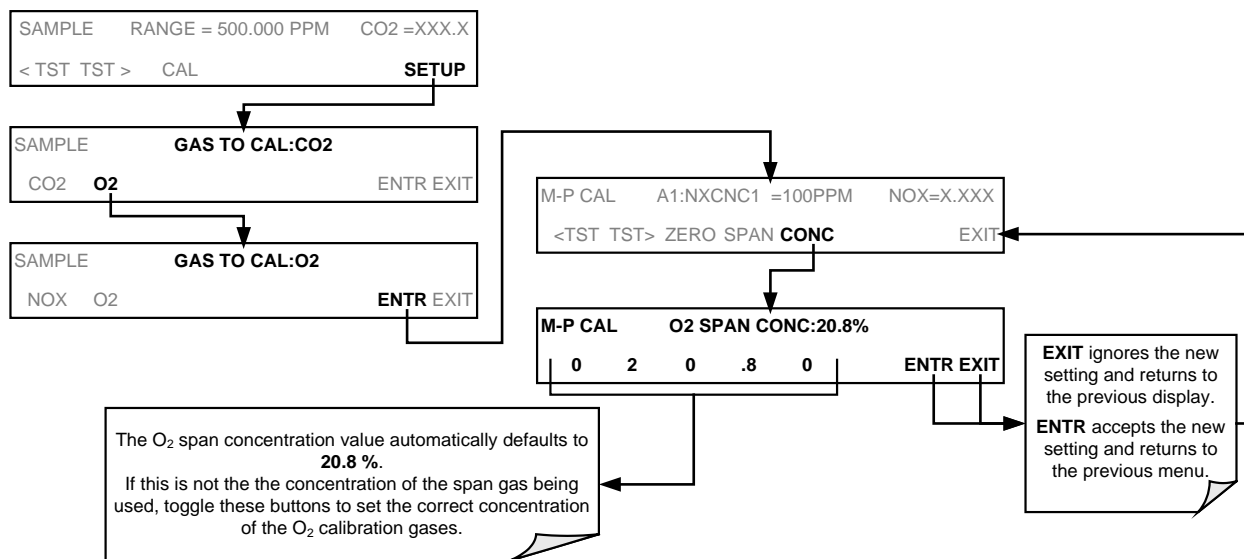 SAMPLE RANGE = 500.000 PPM CO2 =XXX.X
< TST TST > CAL SETUP
SAMPLE GAS TO CAL:CO2
CO2 O2 ENTR EXIT
SAMPLE GAS TO CAL:O2
NOX O2 ENTR EXIT
M-P CAL A1:NXCNC1 =100PPM NOX=X.XXX
<TST TST> ZERO SPAN CONC EXIT
M-P CAL O2 SPAN CONC:20.8%
0 2 0 .8 0 ENTR EXIT
EXIT ignores the new
setting and returns to
the previous display.
ENTR accepts the new
setting and returns to
the previous menu.
The O₂ span concentration value automatically defaults to
20.8 %.
If this is not the the concentration of the span gas being
used, toggle these buttons to set the correct concentration
of the O₂ calibration gases.